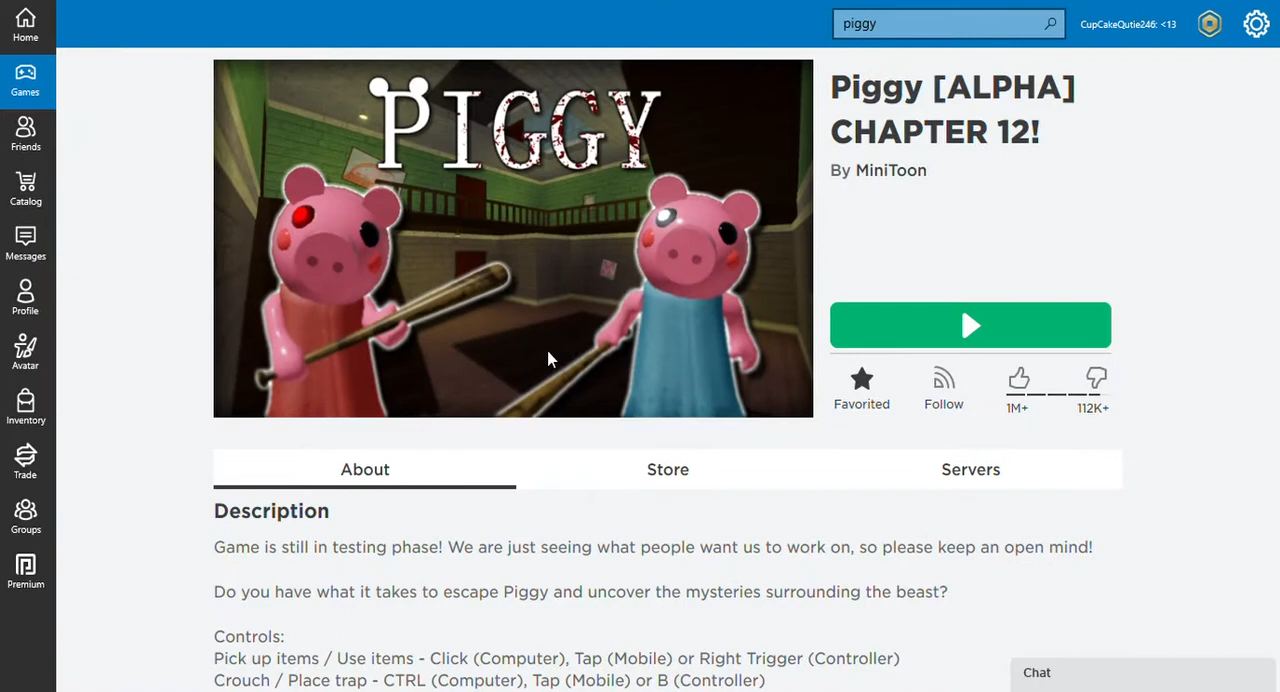 Home
piggy
CupCakeQutie246: <13
Games
Friends
Catalog
Messages
Profile
Avatar
Inventory
Trade
Groups
Premium
PIGGY
Piggy [ALPHA]
CHAPTER 12!
By MiniToon
Favorited
Follow
1M+
112K+
About
Store
Servers
Description
Game is still in testing phase! We are just seeing what people want us to work on, so please keep an open mind!
Do you have what it takes to escape Piggy and uncover the mysteries surrounding the beast?
Controls:
Pick up items / Use items - Click (Computer), Tap (Mobile) or Right Trigger (Controller)
Crouch / Place trap - CTRL (Computer), Tap (Mobile) or B (Controller)
Chat